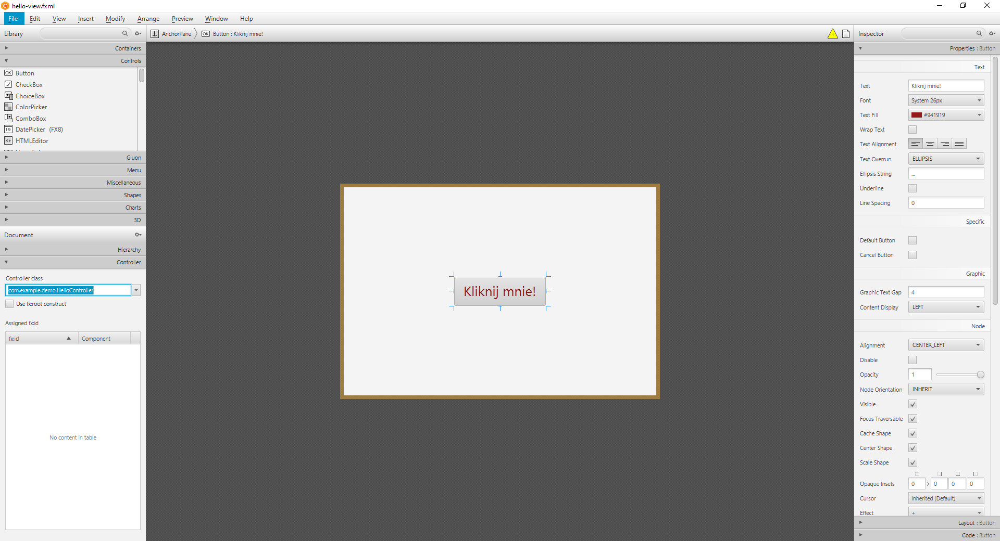 hello-view.fxml
File Edit View Insert Modify Arrange Preview Window Help
Library
Containers
Controls
OK Button
CheckBox
ChoiceBox
ColorPicker
ComboBox
19 DatePicker (FX8)
HTMLEditor
Gluon
Menu
Miscellaneous
Shapes
Charts
3D
Document
Hierarchy
Controller
Controller class
com.example.demo.HelloController
Use fx:root construct
Assigned fx:id
fx:id Component
No content in table
AnchorPane OK Button : Kliknij mnie!
1
Kliknij mnie!
Inspector
Properties : Button
Text
Text Kliknij mnie!
Font System 26px
Text Fill #941919
Wrap Text
Text Alignment
Text Overrun ELLIPSIS
Ellipsis String ...
Underline
Line Spacing 0
Specific
Default Button
Cancel Button
Graphic
Graphic Text Gap 4
Content Display LEFT
Node
Alignment CENTER_LEFT
Disable
Opacity 1
Node Orientation INHERIT
Visible
Focus Traversable
Cache Shape
Center Shape
Scale Shape
Opaque Insets 0 0 0 0
Cursor Inherited (Default)
Effect +
Layout : Button
Code : Button